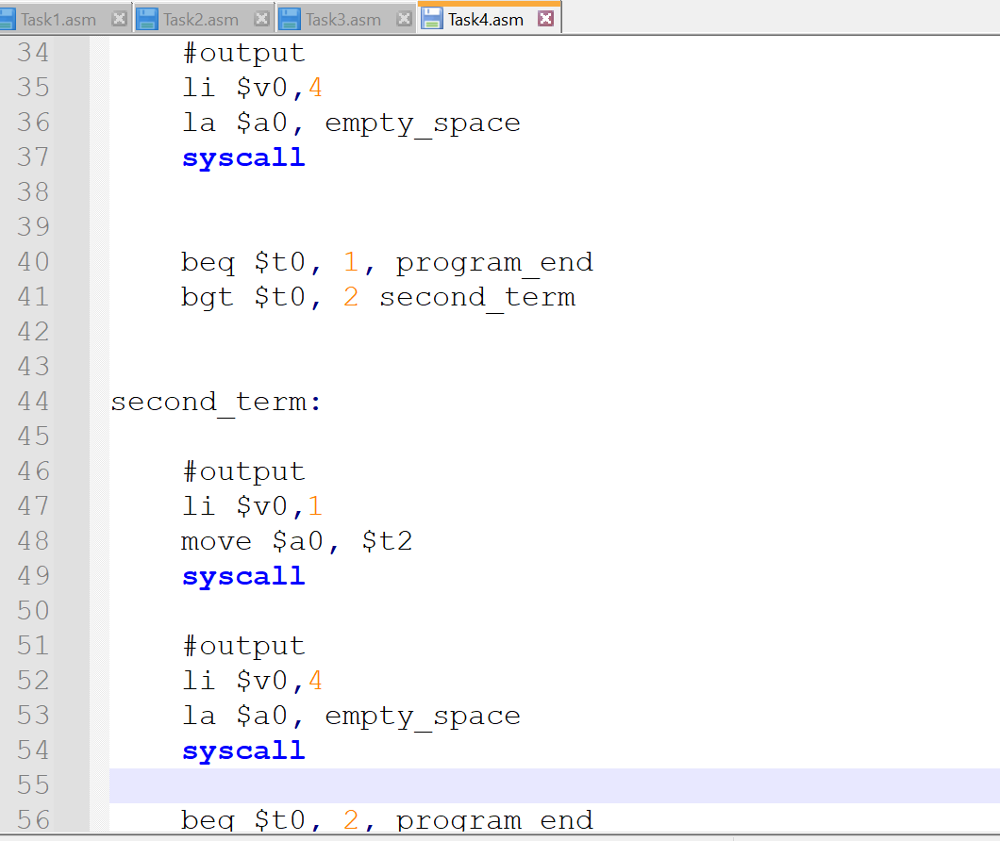 Task1.asm Task2.asm Task3.asm Task4.asm
34 #output
35 li $v0,4
36 la $a0, empty_space
37 syscall
38
39
40 beq $t0, 1, program_end
41 bgt $t0, 2 second_term
42
43
44 second_term:
45
46 #output
47 li $v0,1
48 move $a0, $t2
49 syscall
50
51 #output
52 li $v0,4
53 la $a0, empty_space
54 syscall
55
56 beq $t0, 2, program_end